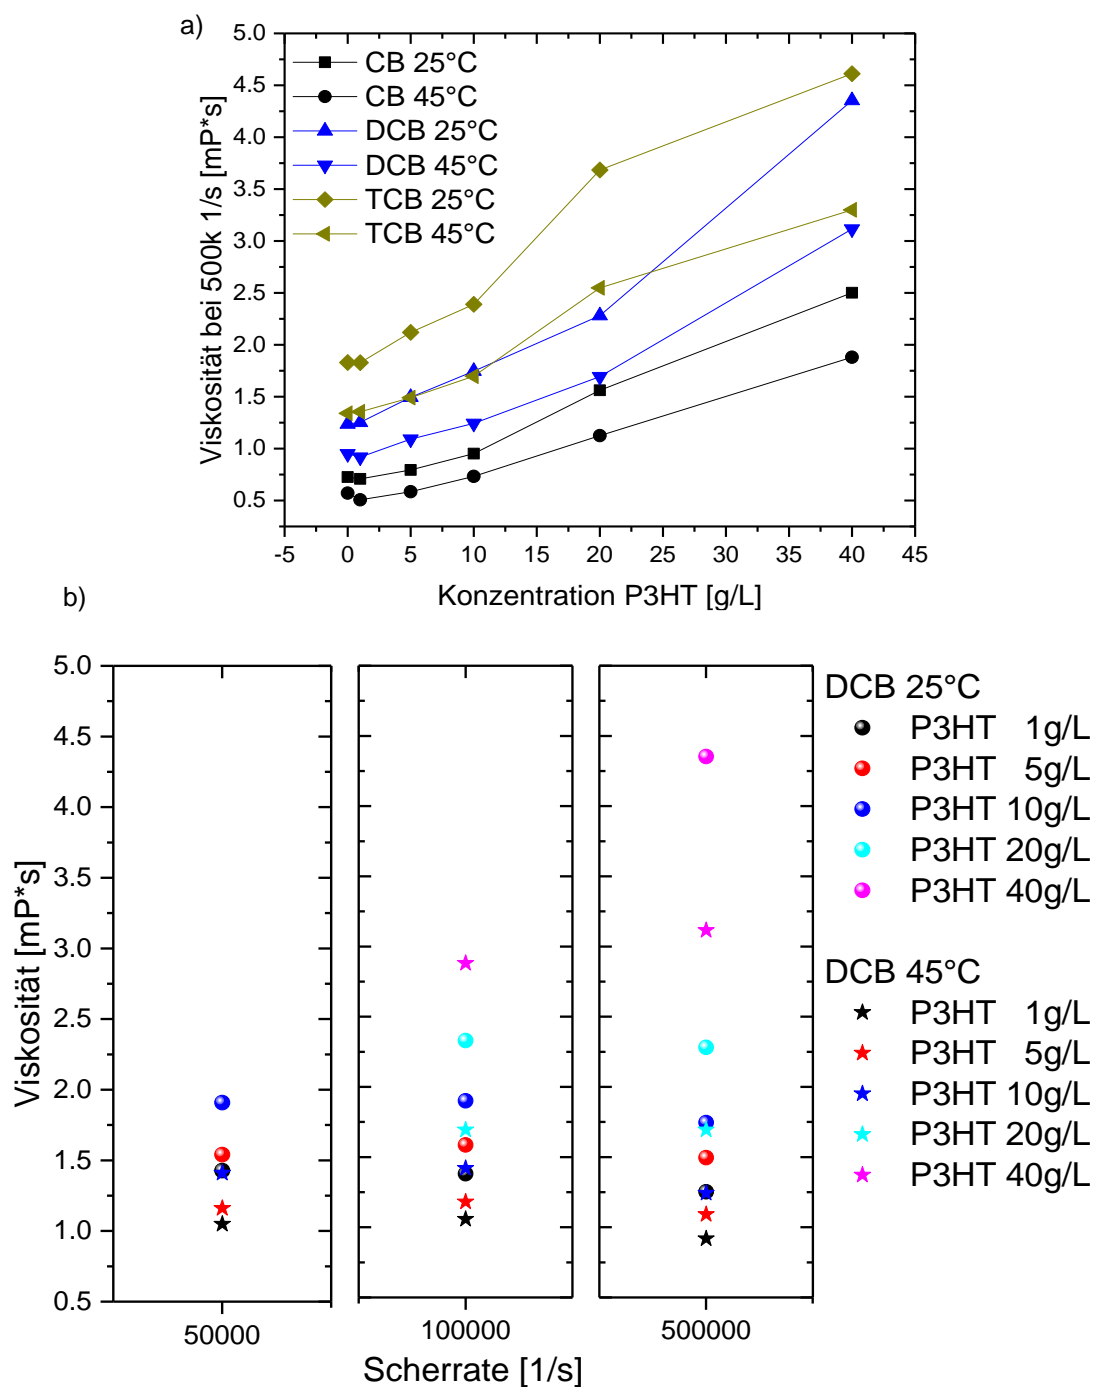 a)
5.0
4.5
4.0
3.5
3.0
2.5
2.0
1.5
1.0
0.5
Viskosität bei 500k 1/s [mP*s]
CB 25°C
CB 45°C
DCB 25°C
DCB 45°C
TCB 25°C
TCB 45°C
-5 0 5 10 15 20 25 30 35 40 45
Konzentration P3HT [g/L]
b)
5.0
4.5
4.0
3.5
3.0
2.5
2.0
1.5
1.0
0.5
Viskosität [mP*s]
50000 100000 500000
Scherrate [1/s]
DCB 25°C
P3HT 1g/L
P3HT 5g/L
P3HT 10g/L
P3HT 20g/L
P3HT 40g/L
DCB 45°C
P3HT 1g/L
P3HT 5g/L
P3HT 10g/L
P3HT 20g/L
P3HT 40g/L